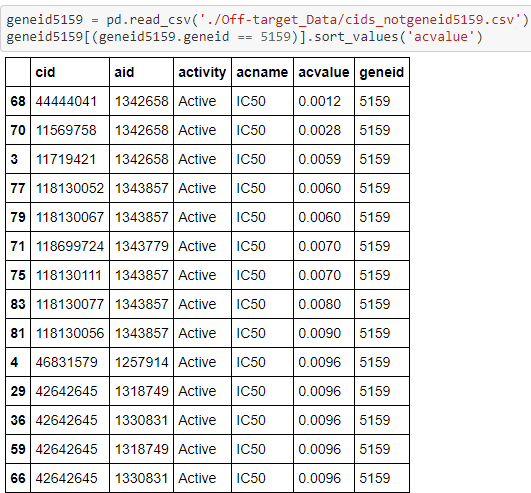 geneid5159 = pd.read_csv('./Off-target_Data/cids_notgeneid5159.csv')
geneid5159[(geneid5159.geneid == 5159)].sort_values('acvalue')
cid aid activity acname acvalue geneid
68 44444041 1342658 Active IC50 0.0012 5159
70 11569758 1342658 Active IC50 0.0028 5159
3 11719421 1342658 Active IC50 0.0059 5159
77 118130052 1343857 Active IC50 0.0060 5159
79 118130067 1343857 Active IC50 0.0060 5159
71 118699724 1343779 Active IC50 0.0070 5159
75 118130111 1343857 Active IC50 0.0070 5159
83 118130077 1343857 Active IC50 0.0080 5159
81 118130056 1343857 Active IC50 0.0090 5159
4 46831579 1257914 Active IC50 0.0096 5159
29 42642645 1318749 Active IC50 0.0096 5159
36 42642645 1330831 Active IC50 0.0096 5159
59 42642645 1318749 Active IC50 0.0096 5159
66 42642645 1330831 Active IC50 0.0096 5159